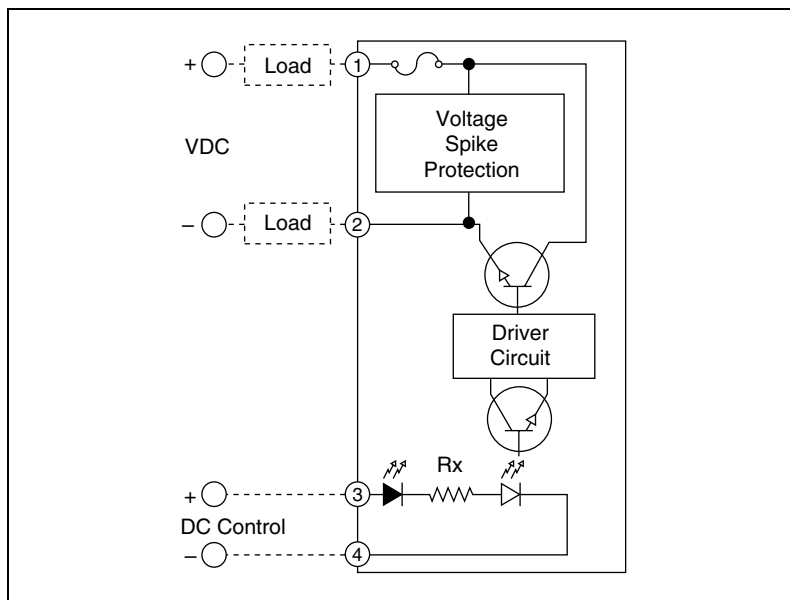 + Load 1
Voltage
Spike
Protection
VDC
– Load 2
Driver
Circuit
Rx
+ 3
DC Control
– 4